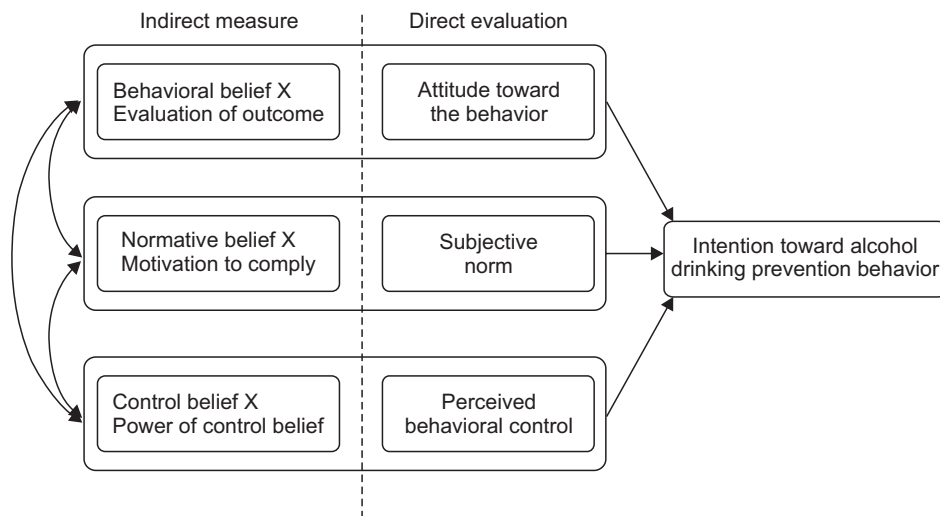 Indirect measure
Direct evaluation
Behavioral belief X
Evaluation of outcome
Attitude toward
the behavior
Normative belief X
Motivation to comply
Subjective
norm
Intention toward alcohol
drinking prevention behavior
Control belief X
Power of control belief
Perceived
behavioral control